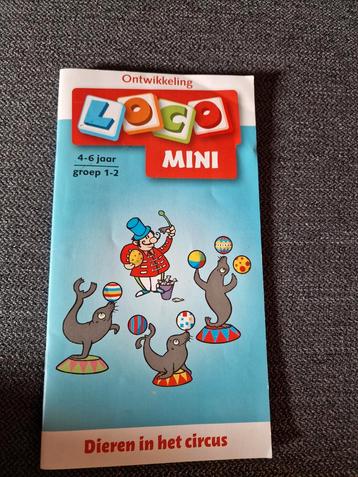 Ontwikkeling
LOCO
MINI
4-6 jaar
groep 1-2
Dieren in het circus